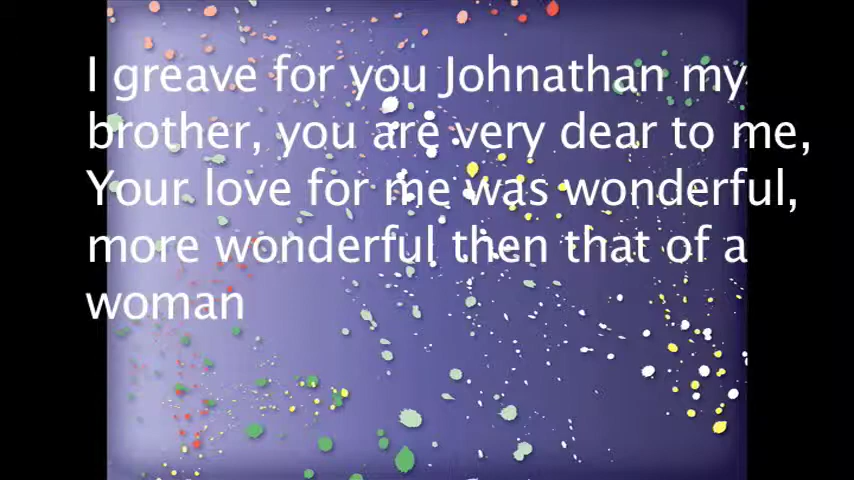 I greave for you Johnathan my
brother, you are very dear to me,
Your love for me was wonderful,
more wonderful then that of a
woman